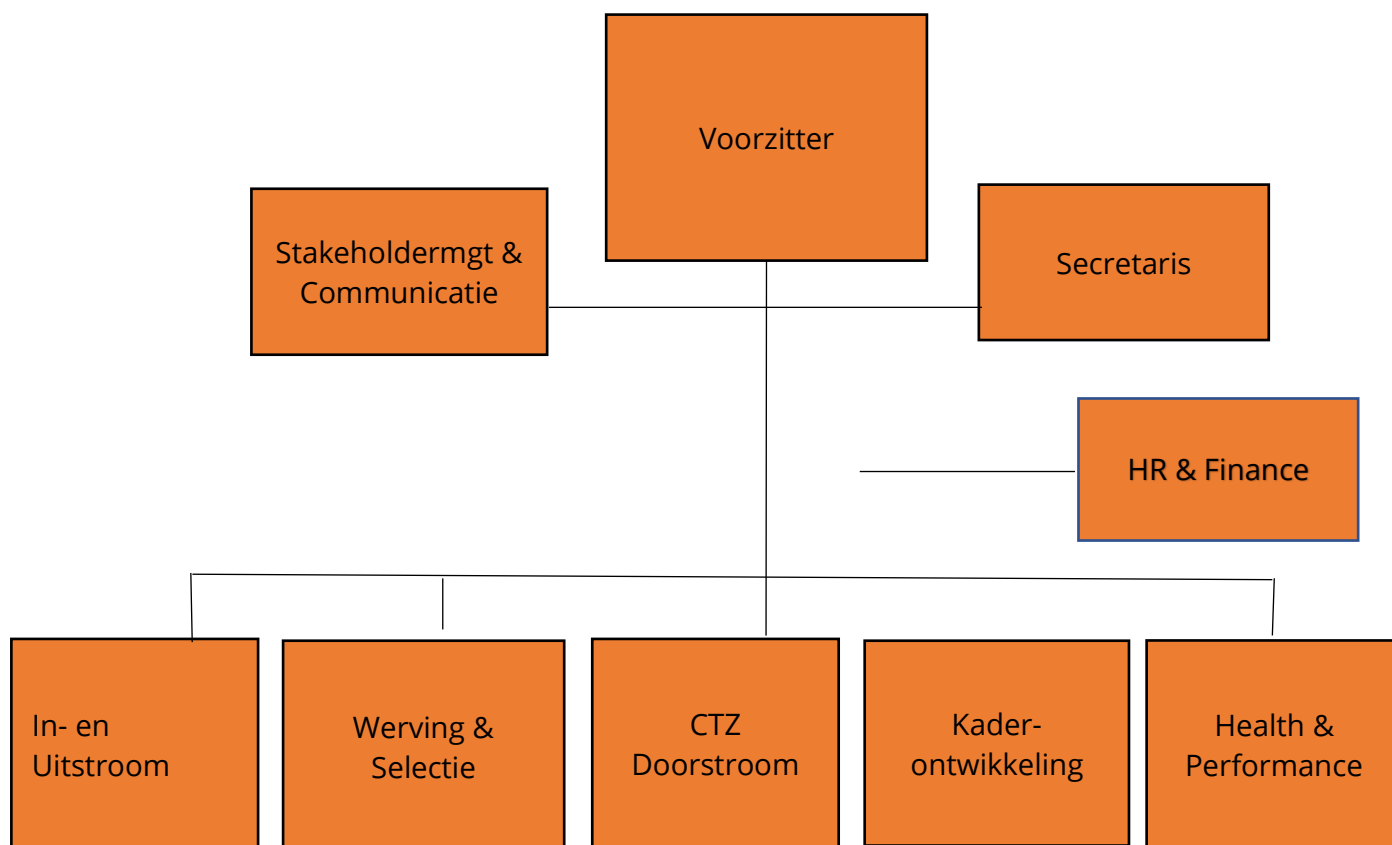 Voorzitter
Stakeholdermgt &
Communicatie
Secretaris
HR & Finance
In- en
Uitstroom
Werving &
Selectie
CTZ
Doorstroom
Kader-
ontwikkeling
Health &
Performance